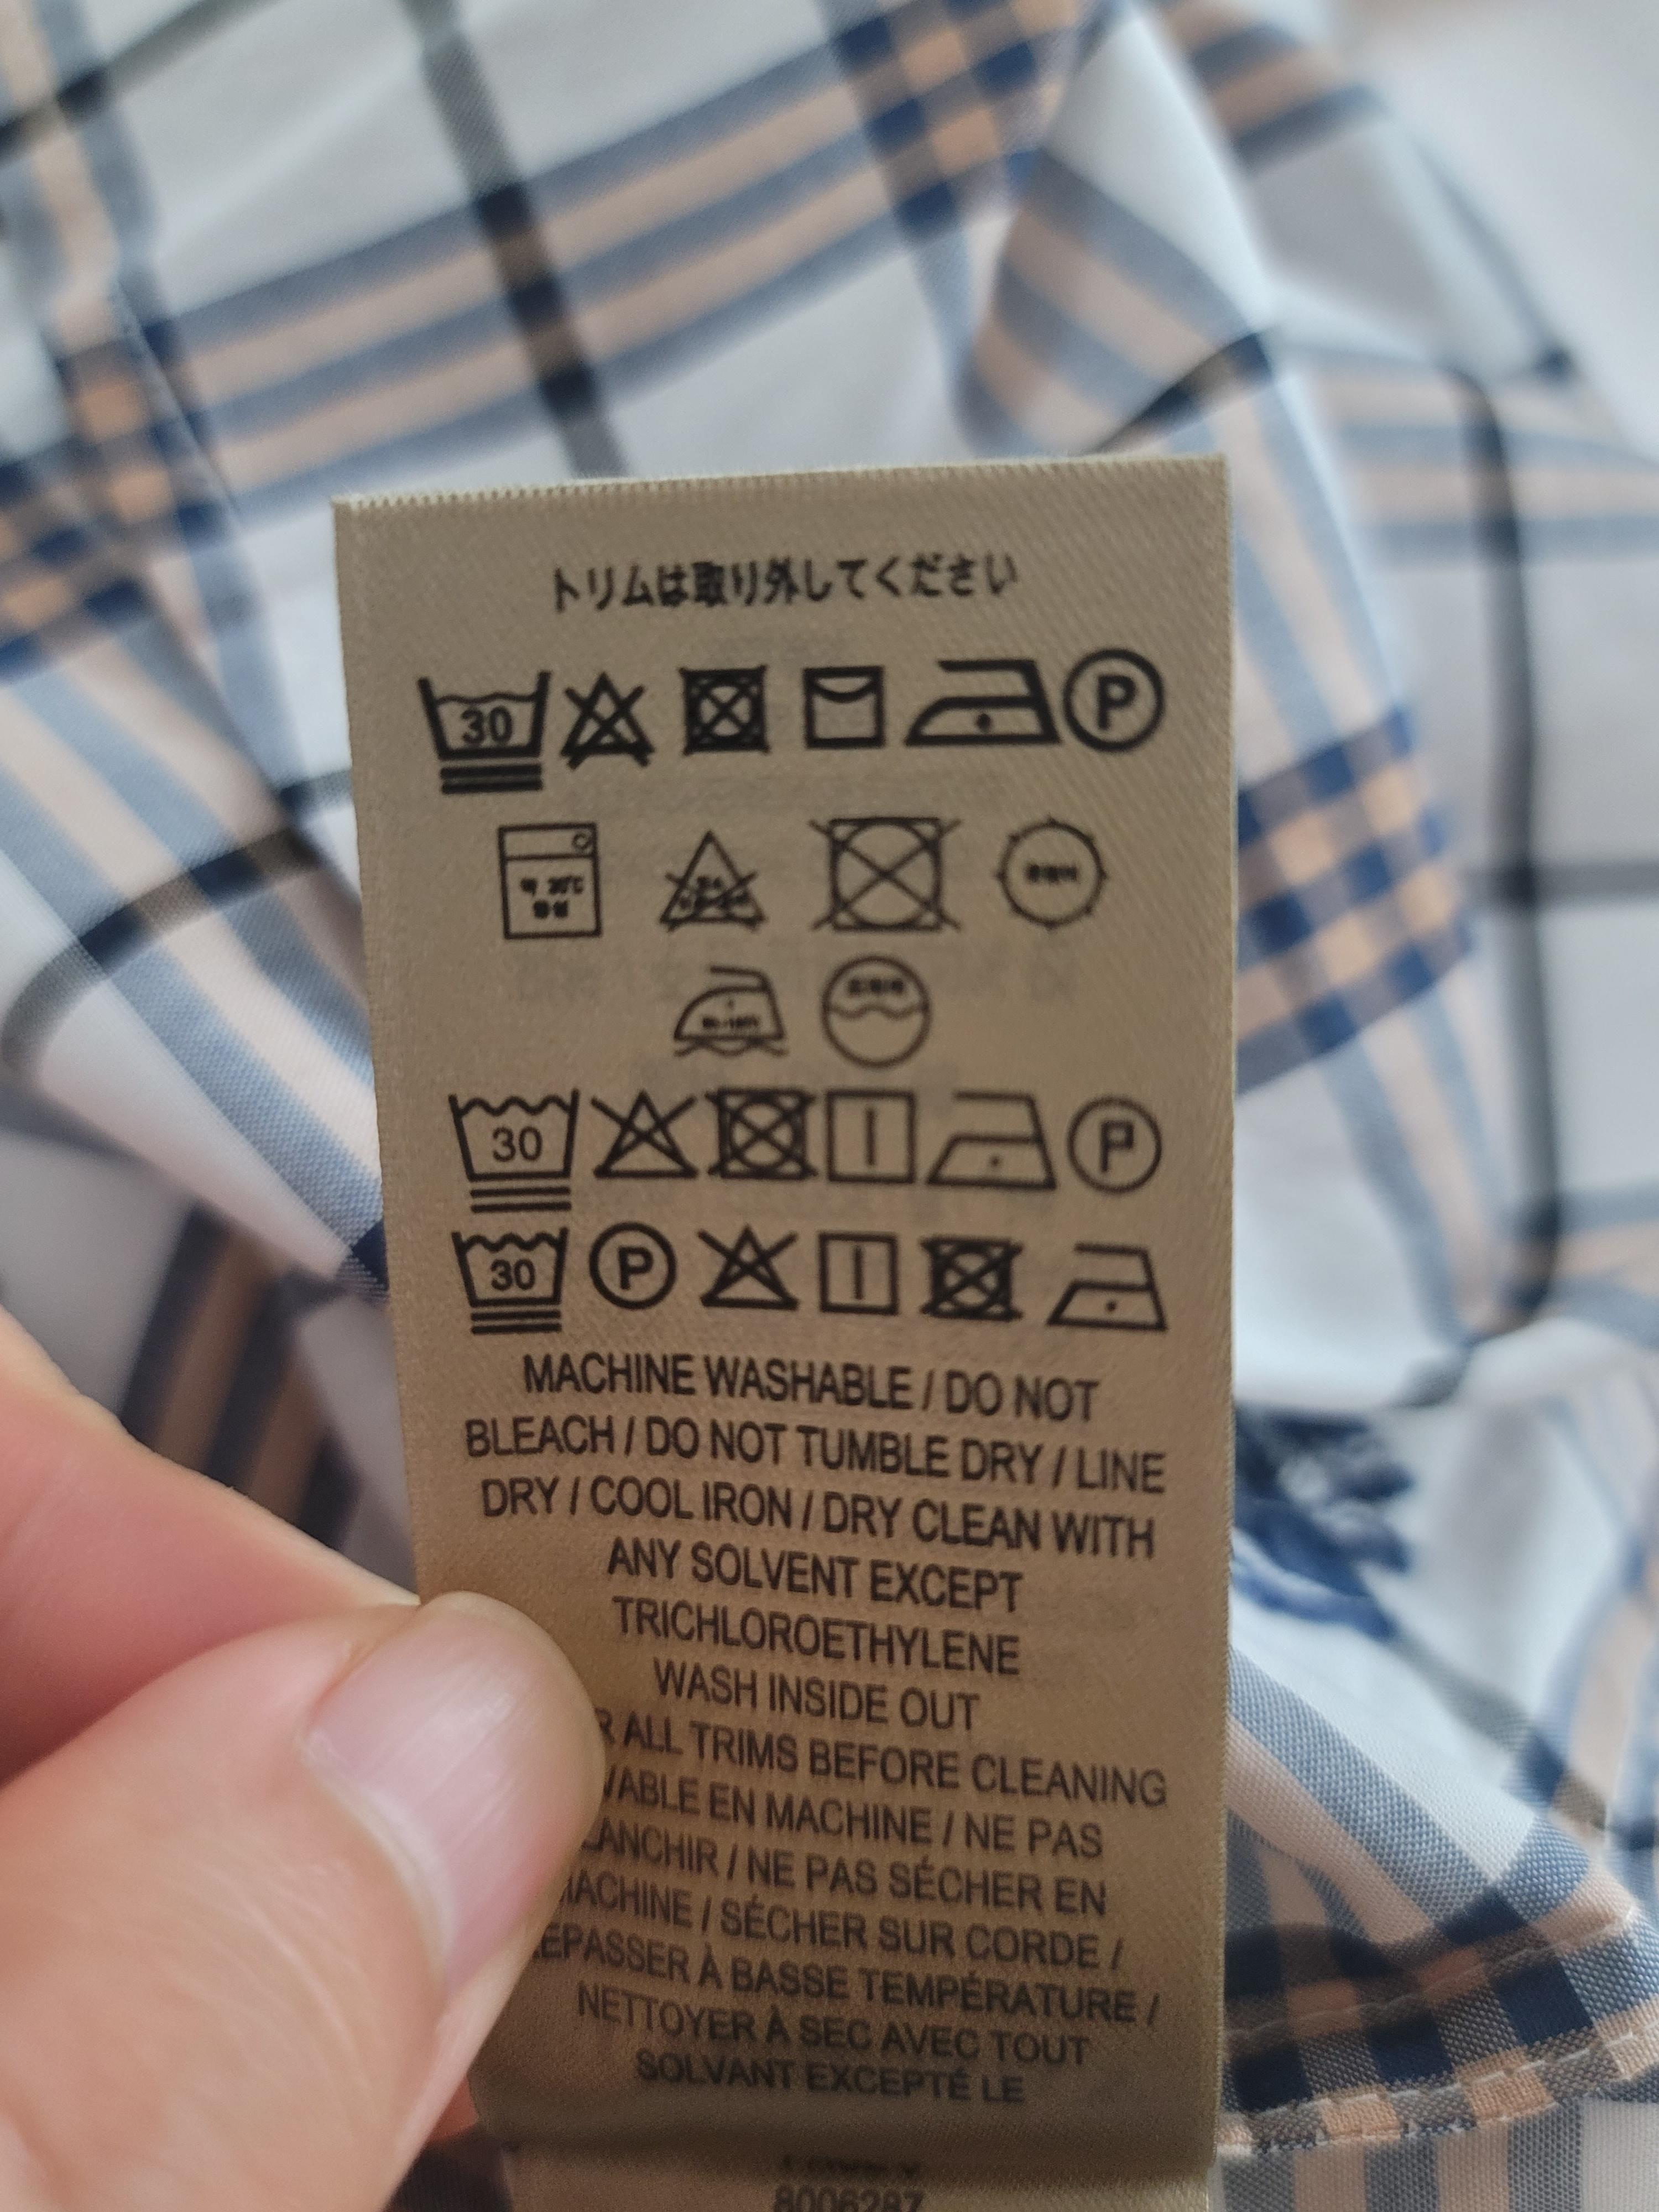 トリムは取り外してください
30 P
30
P
30 P
MACHINE WASHABLE / DO NOT
BLEACH / DO NOT TUMBLE DRY / LINE
DRY / COOL IRON / DRY CLEAN WITH
ANY SOLVENT EXCEPT
TRICHLOROETHYLENE
WASH INSIDE OUT
ALL TRIMS BEFORE CLEANING
EN MACHINE / NE PAS
/ NE PAS SÉCHER EN
MACHINE / SÉCHER SUR CORDE /
À BASSE TEMPÉRATURE /
NETTOYER À SEC AVEC TOUT
SOLVANT EXCEPTÉ LE
8006287